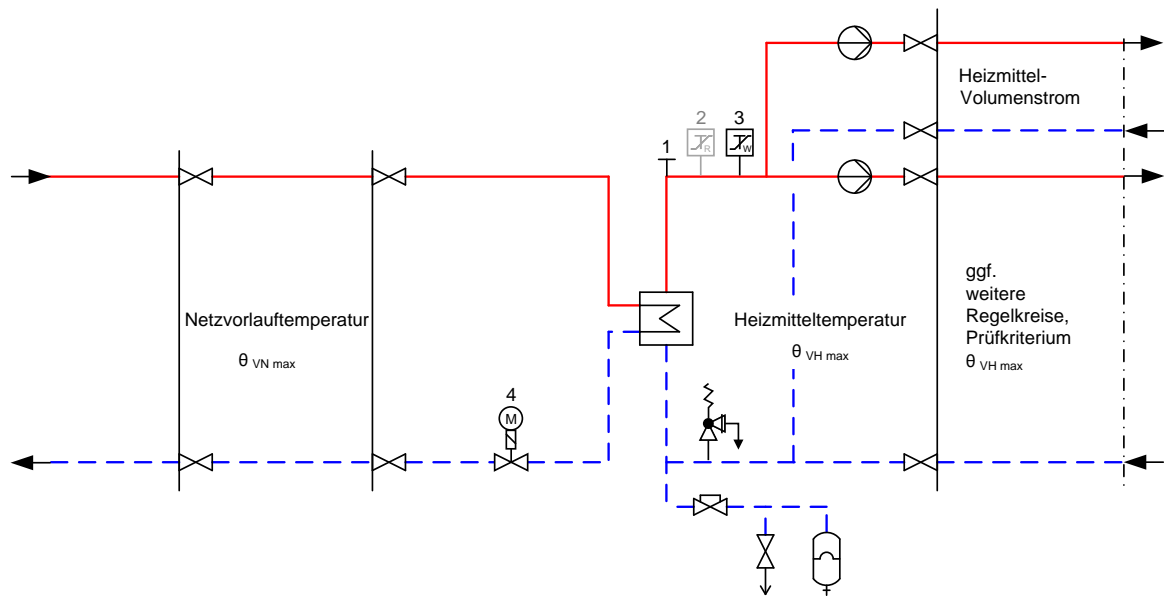 Heizmittel-
Volumenstrom
2
3
R
W
1
Netzvorlauftemperatur
θ VN max
Heizmitteltemperatur
θ VH max
ggf.
weitere
Regelkreise,
Prüfkriterium
θ VH max
4
M